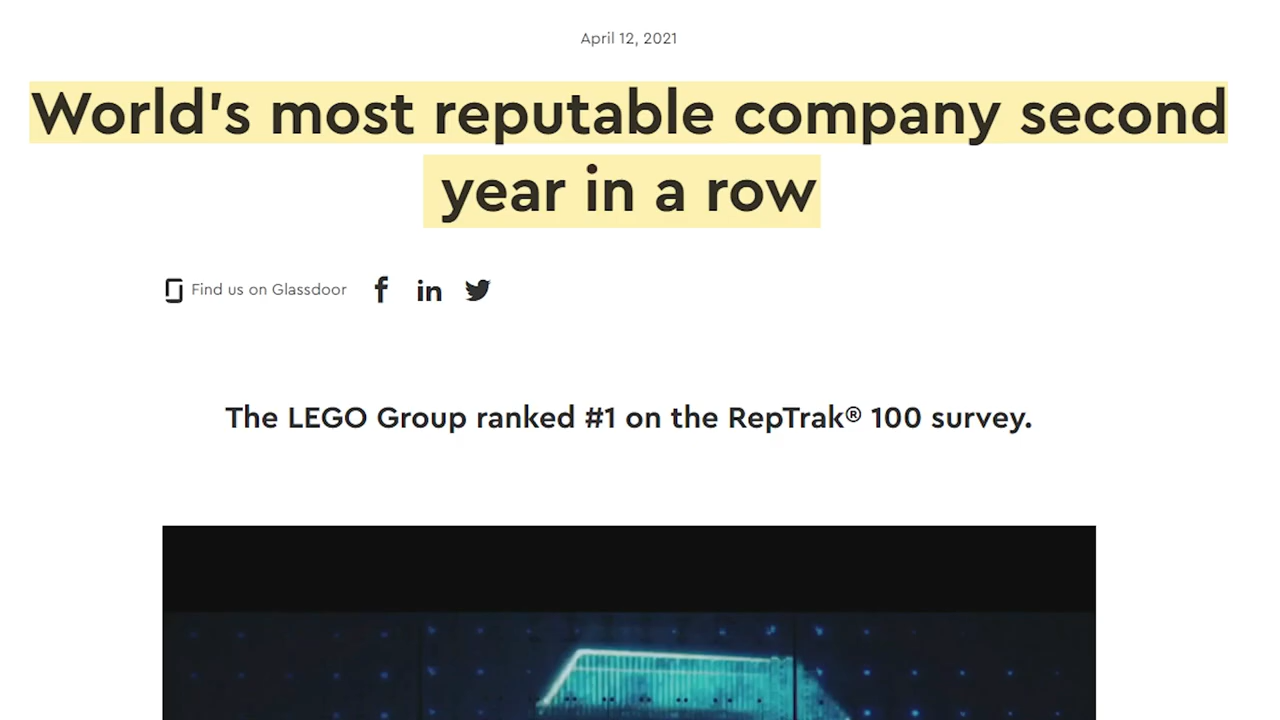 April 12, 2021
World's most reputable company second
year in a row
Find us on Glassdoor
The LEGO Group ranked #1 on the RepTrak® 100 survey.